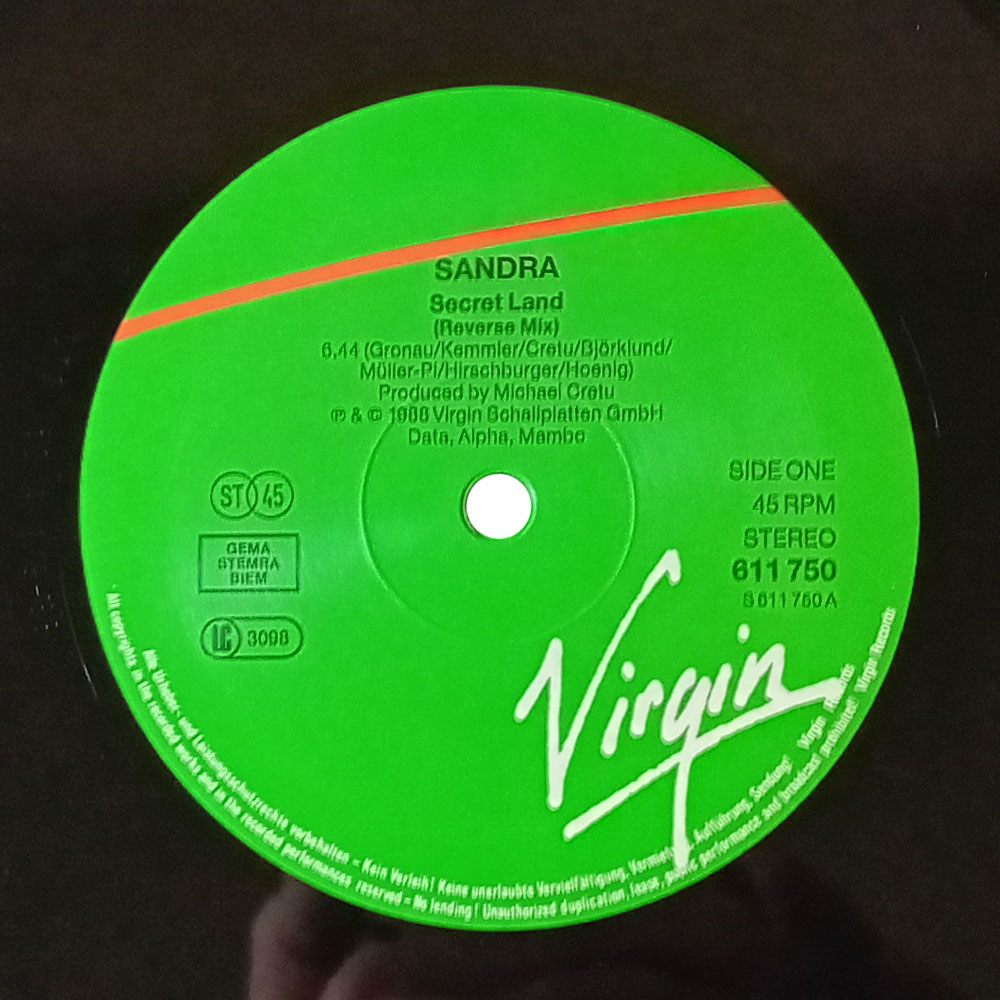 SANDRA
Secret Land
(Reverse Mix)
6.44 (Gronau/Kemmler/Cretu/Björklund/
Müller-Pi/Hirschburger/Hoenig)
Produced by Michael Cretu
℗ & © 1988 Virgin Schallplatten GmbH
Data, Alpha, Mambo
SIDE ONE
45 RPM
STEREO
611 750
S 611 750 A
ST 45
GEMA
STEMRA
BIEM
LC 3098
Virgin
Alle Urheber- und Leistungsschutzrechte vorbehalten – Kein Verleih! Keine unerlaubte Vervielfältigung, Aufführung, Sendung! Virgin Records
All copyrights in the recorded works and in the recorded performances reserved – No lending! Unauthorized duplication, lease, public performance and broadcast prohibited! Virgin Records